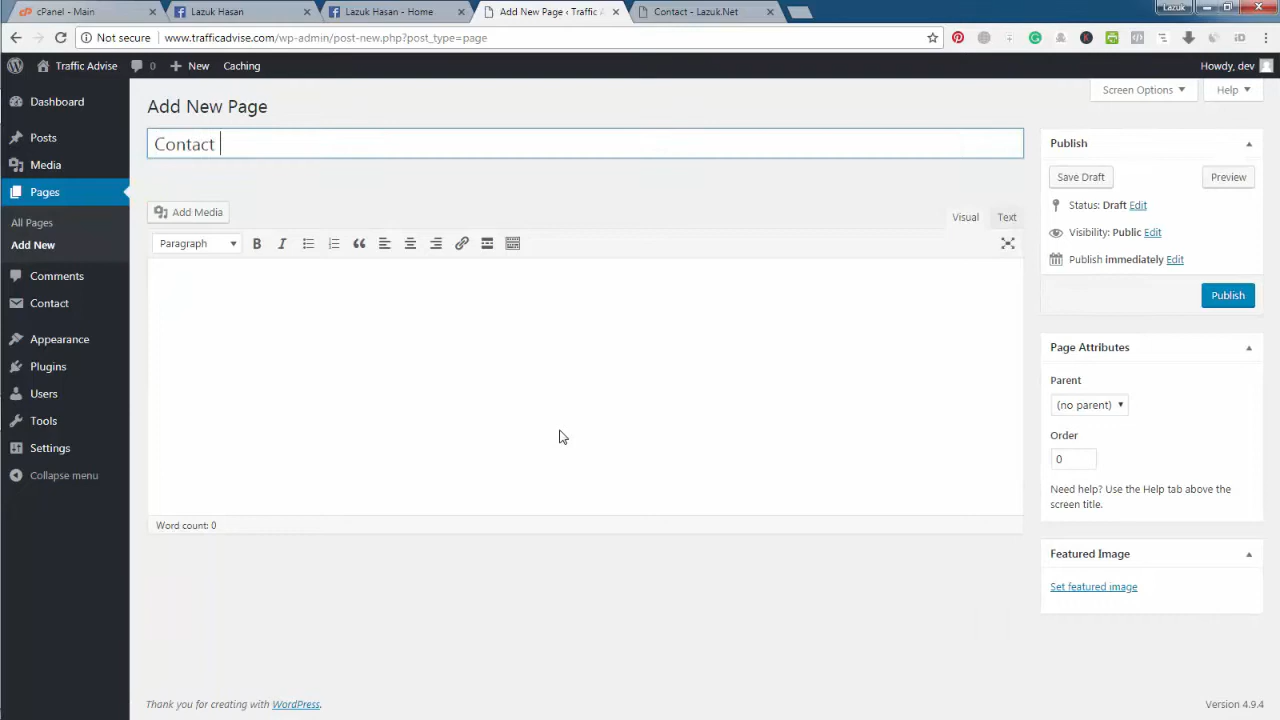 cPanel - Main
Lazuk Hasan
Lazuk Hasan - Home
Add New Page ‹ Traffic A
Contact - Lazuk.Net
Lazuk
Not secure
www.trafficadvise.com/wp-admin/post-new.php?post_type=page
Traffic Advise
0
New
Caching
Howdy, dev
Dashboard
Posts
Media
Pages
All Pages
Add New
Comments
Contact
Appearance
Plugins
Users
Tools
Settings
Collapse menu
Screen Options
Help
Add New Page
Contact
Add Media
Visual
Text
Paragraph
B
I
Word count: 0
Publish
Save Draft
Preview
Status: Draft Edit
Visibility: Public Edit
Publish immediately Edit
Publish
Page Attributes
Parent
(no parent)
Order
0
Need help? Use the Help tab above the
screen title.
Featured Image
Set featured image
Thank you for creating with WordPress.
Version 4.9.4